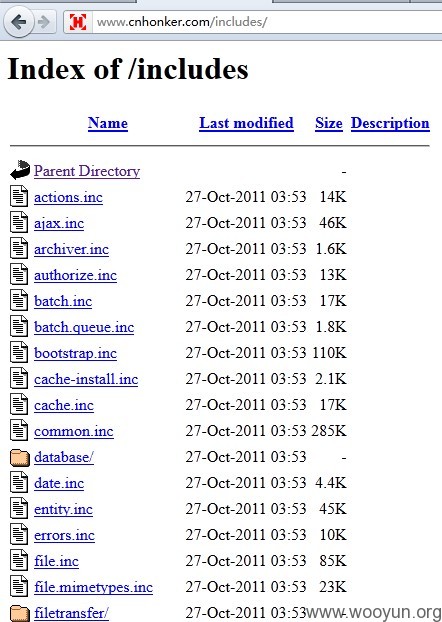 www.cnhonker.com/includes/
Index of /includes
Name Last modified Size Description
Parent Directory -
actions.inc 27-Oct-2011 03:53 14K
ajax.inc 27-Oct-2011 03:53 46K
archiver.inc 27-Oct-2011 03:53 1.6K
authorize.inc 27-Oct-2011 03:53 13K
batch.inc 27-Oct-2011 03:53 17K
batch.queue.inc 27-Oct-2011 03:53 1.8K
bootstrap.inc 27-Oct-2011 03:53 110K
cache-install.inc 27-Oct-2011 03:53 2.1K
cache.inc 27-Oct-2011 03:53 17K
common.inc 27-Oct-2011 03:53 285K
database/ 27-Oct-2011 03:53 -
date.inc 27-Oct-2011 03:53 4.4K
entity.inc 27-Oct-2011 03:53 45K
errors.inc 27-Oct-2011 03:53 10K
file.inc 27-Oct-2011 03:53 85K
file.mimetypes.inc 27-Oct-2011 03:53 23K
filetransfer/ 27-Oct-2011 03:53 -
www.wooyun.org